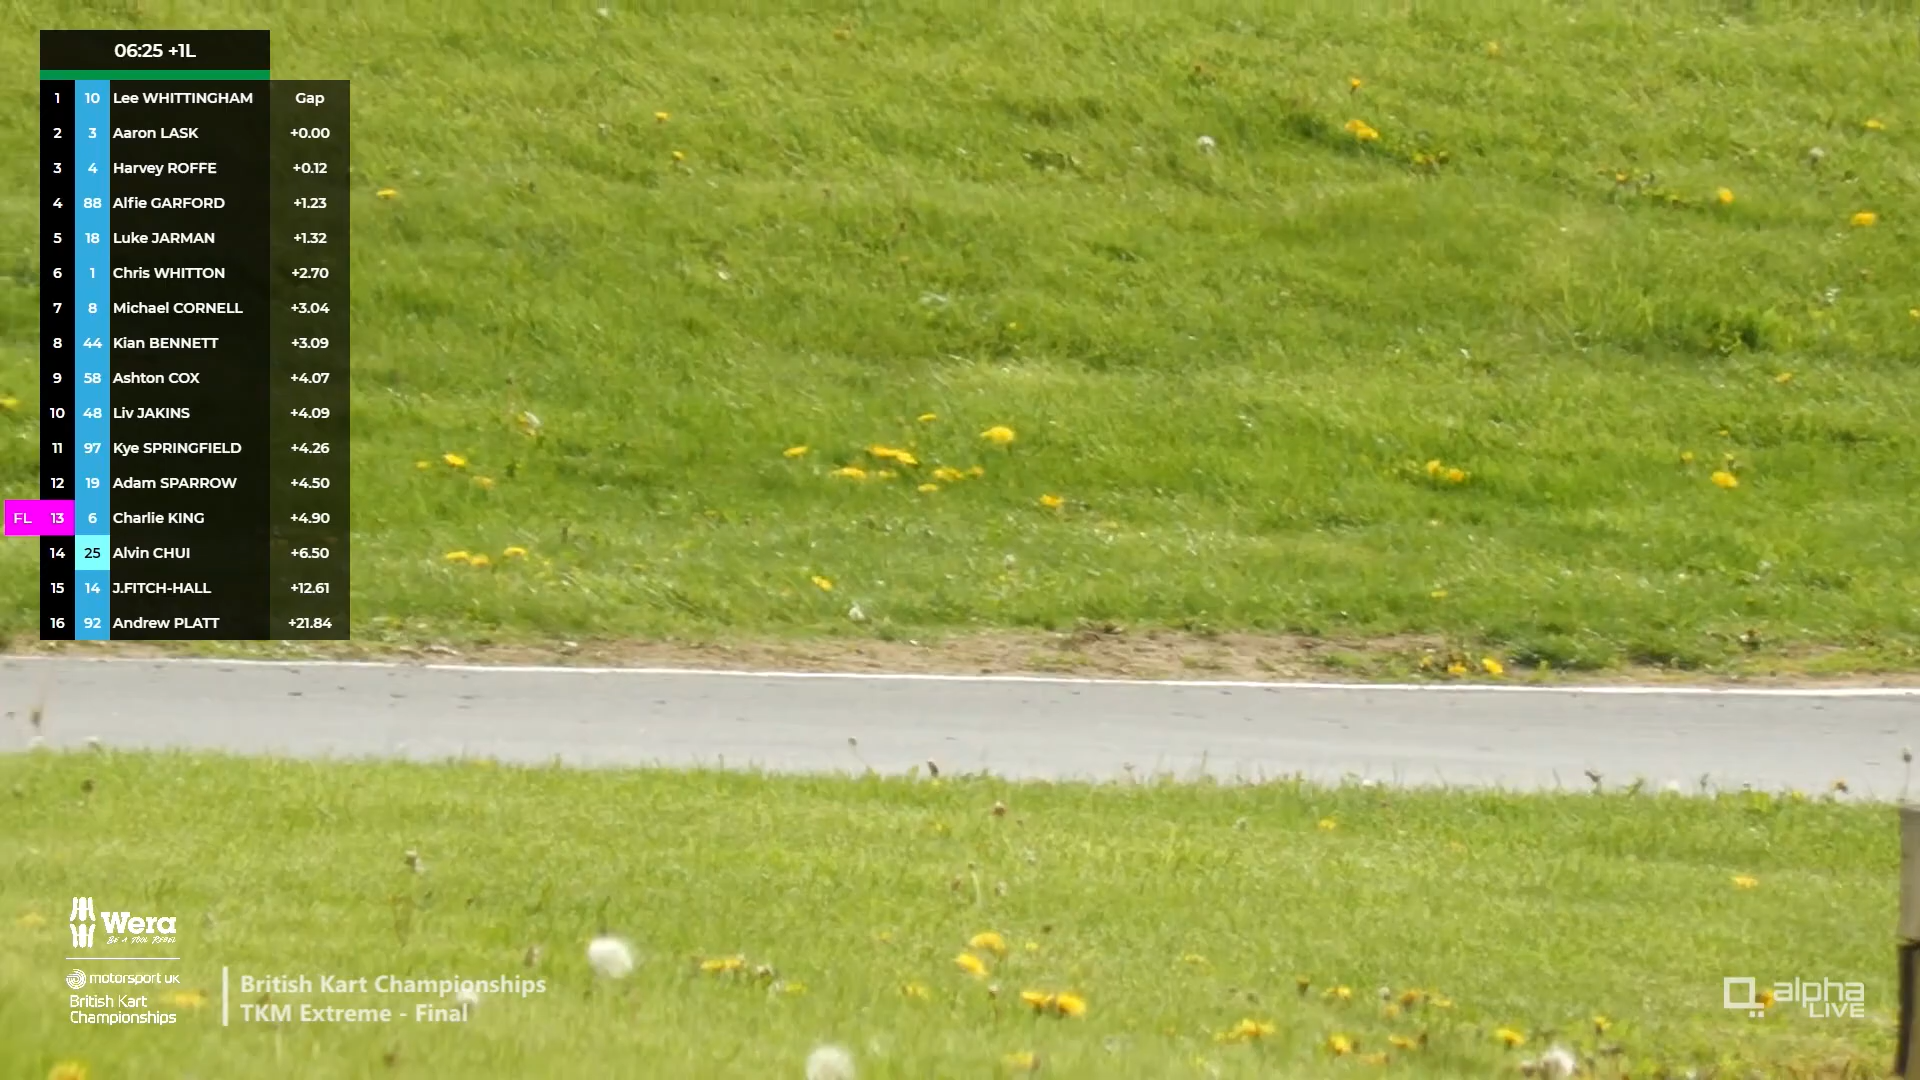 06:25 +1L
1 10 Lee WHITTINGHAM Gap
2 3 Aaron LASK +0.00
3 4 Harvey ROFFE +0.12
4 88 Alfie GARFORD +1.23
5 18 Luke JARMAN +1.32
6 1 Chris WHITTON +2.70
7 8 Michael CORNELL +3.04
8 44 Kian BENNETT +3.09
9 58 Ashton COX +4.07
10 48 Liv JAKINS +4.09
11 97 Kye SPRINGFIELD +4.26
12 19 Adam SPARROW +4.50
FL 13 6 Charlie KING +4.90
14 25 Alvin CHUI +6.50
15 14 J.FITCH-HALL +12.61
16 92 Andrew PLATT +21.84
Wera
BE A TOOL REBEL
motorsport UK
British Kart
Championships
British Kart Championships
TKM Extreme - Final
alpha
LIVE